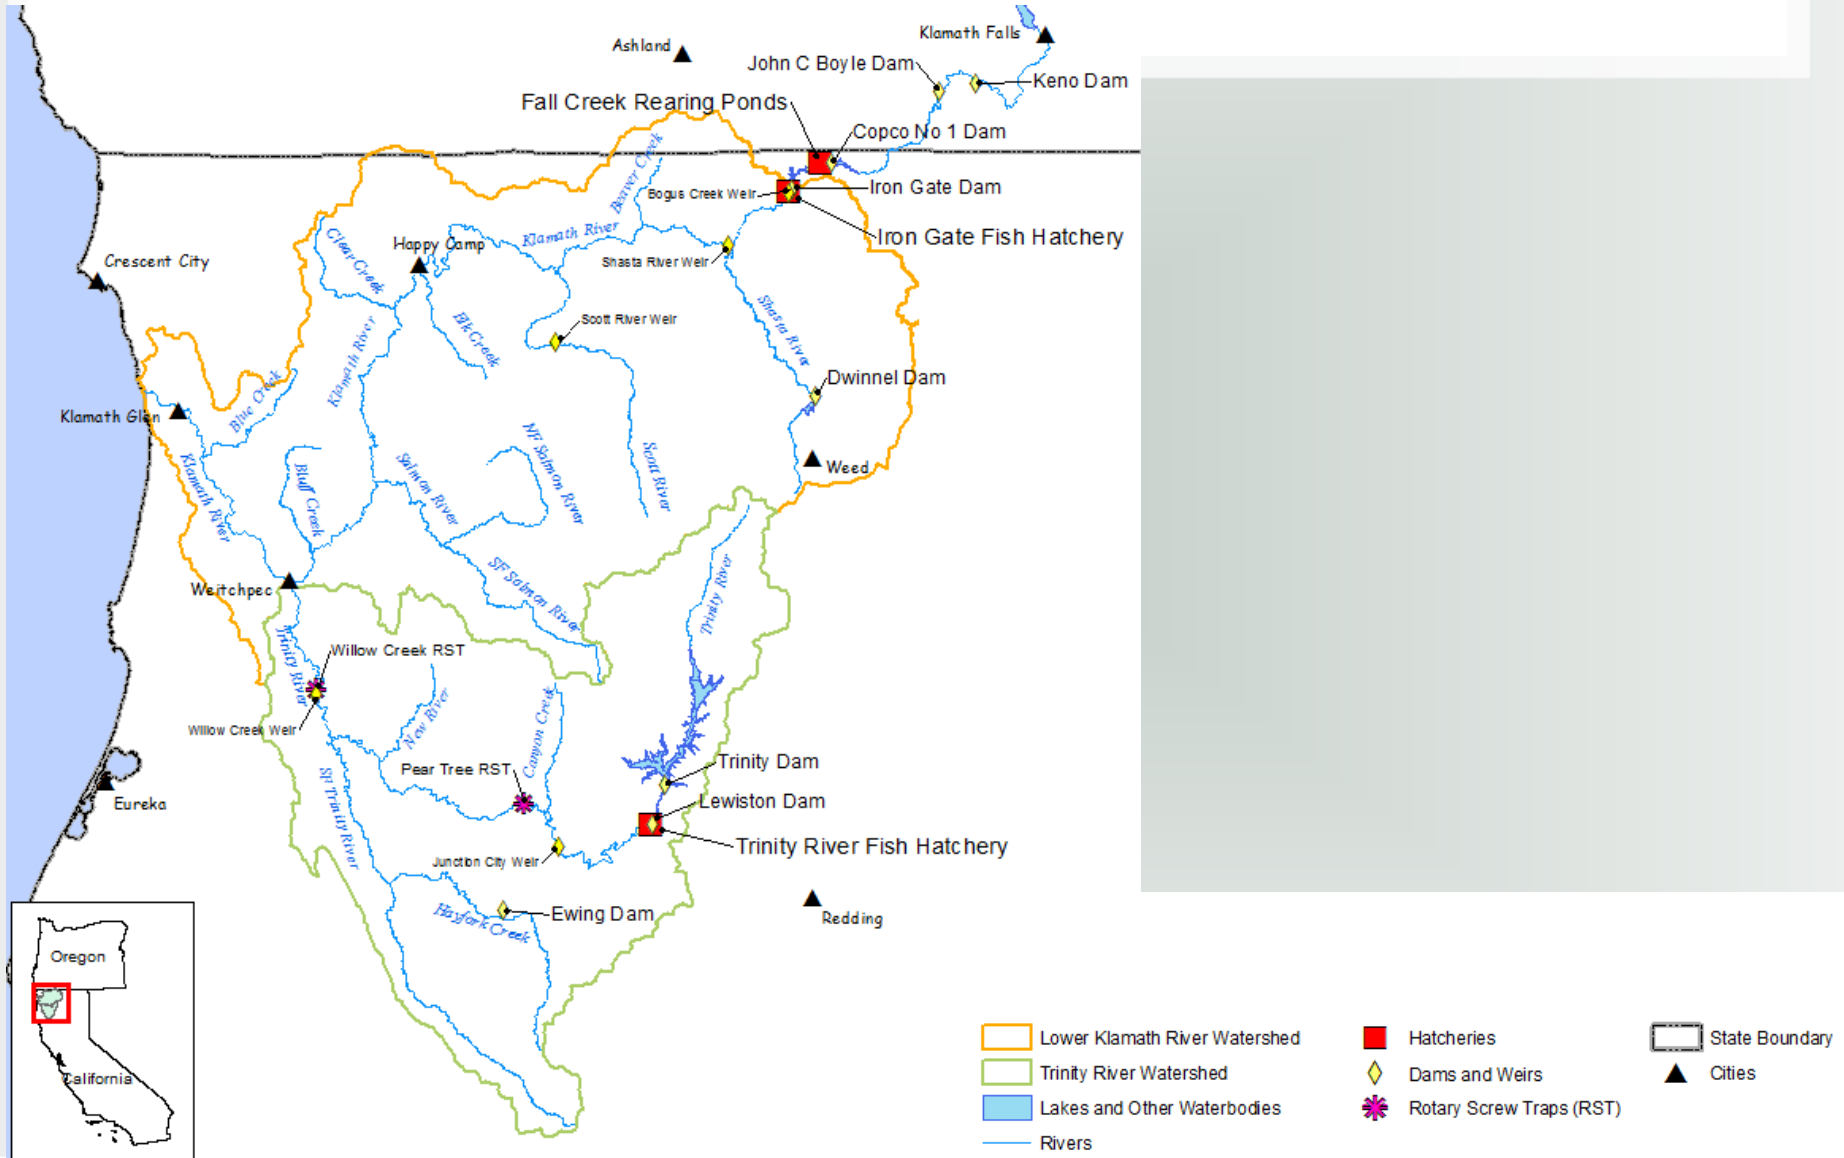 Klamath Falls
Ashland
John C Boyle Dam
Keno Dam
Fall Creek Rearing Ponds
Copco No 1 Dam
Beaver Creek
Bogus Creek Weir
Iron Gate Dam
Clear Creek
Happy Camp
Klamath River
Iron Gate Fish Hatchery
Crescent City
Shasta River Weir
Klamath River
Elk Creek
Scott River Weir
Shasta River
Dwinnel Dam
Klamath Glen
Blue Creek
Klamath River
Bluff Creek
Salmon River
NF Salmon River
Scott River
Weed
Weitchpec
SF Salmon River
Trinity River
Trinity River
Willow Creek RST
Willow Creek Weir
New River
Canyon Creek
Pear Tree RST
Trinity Dam
Eureka
SF Trinity River
Lewiston Dam
Junction City Weir
Trinity River Fish Hatchery
Hayfork Creek
Ewing Dam
Redding
Oregon
California
Lower Klamath River Watershed
Trinity River Watershed
Lakes and Other Waterbodies
Rivers
Hatcheries
Dams and Weirs
Rotary Screw Traps (RST)
State Boundary
Cities